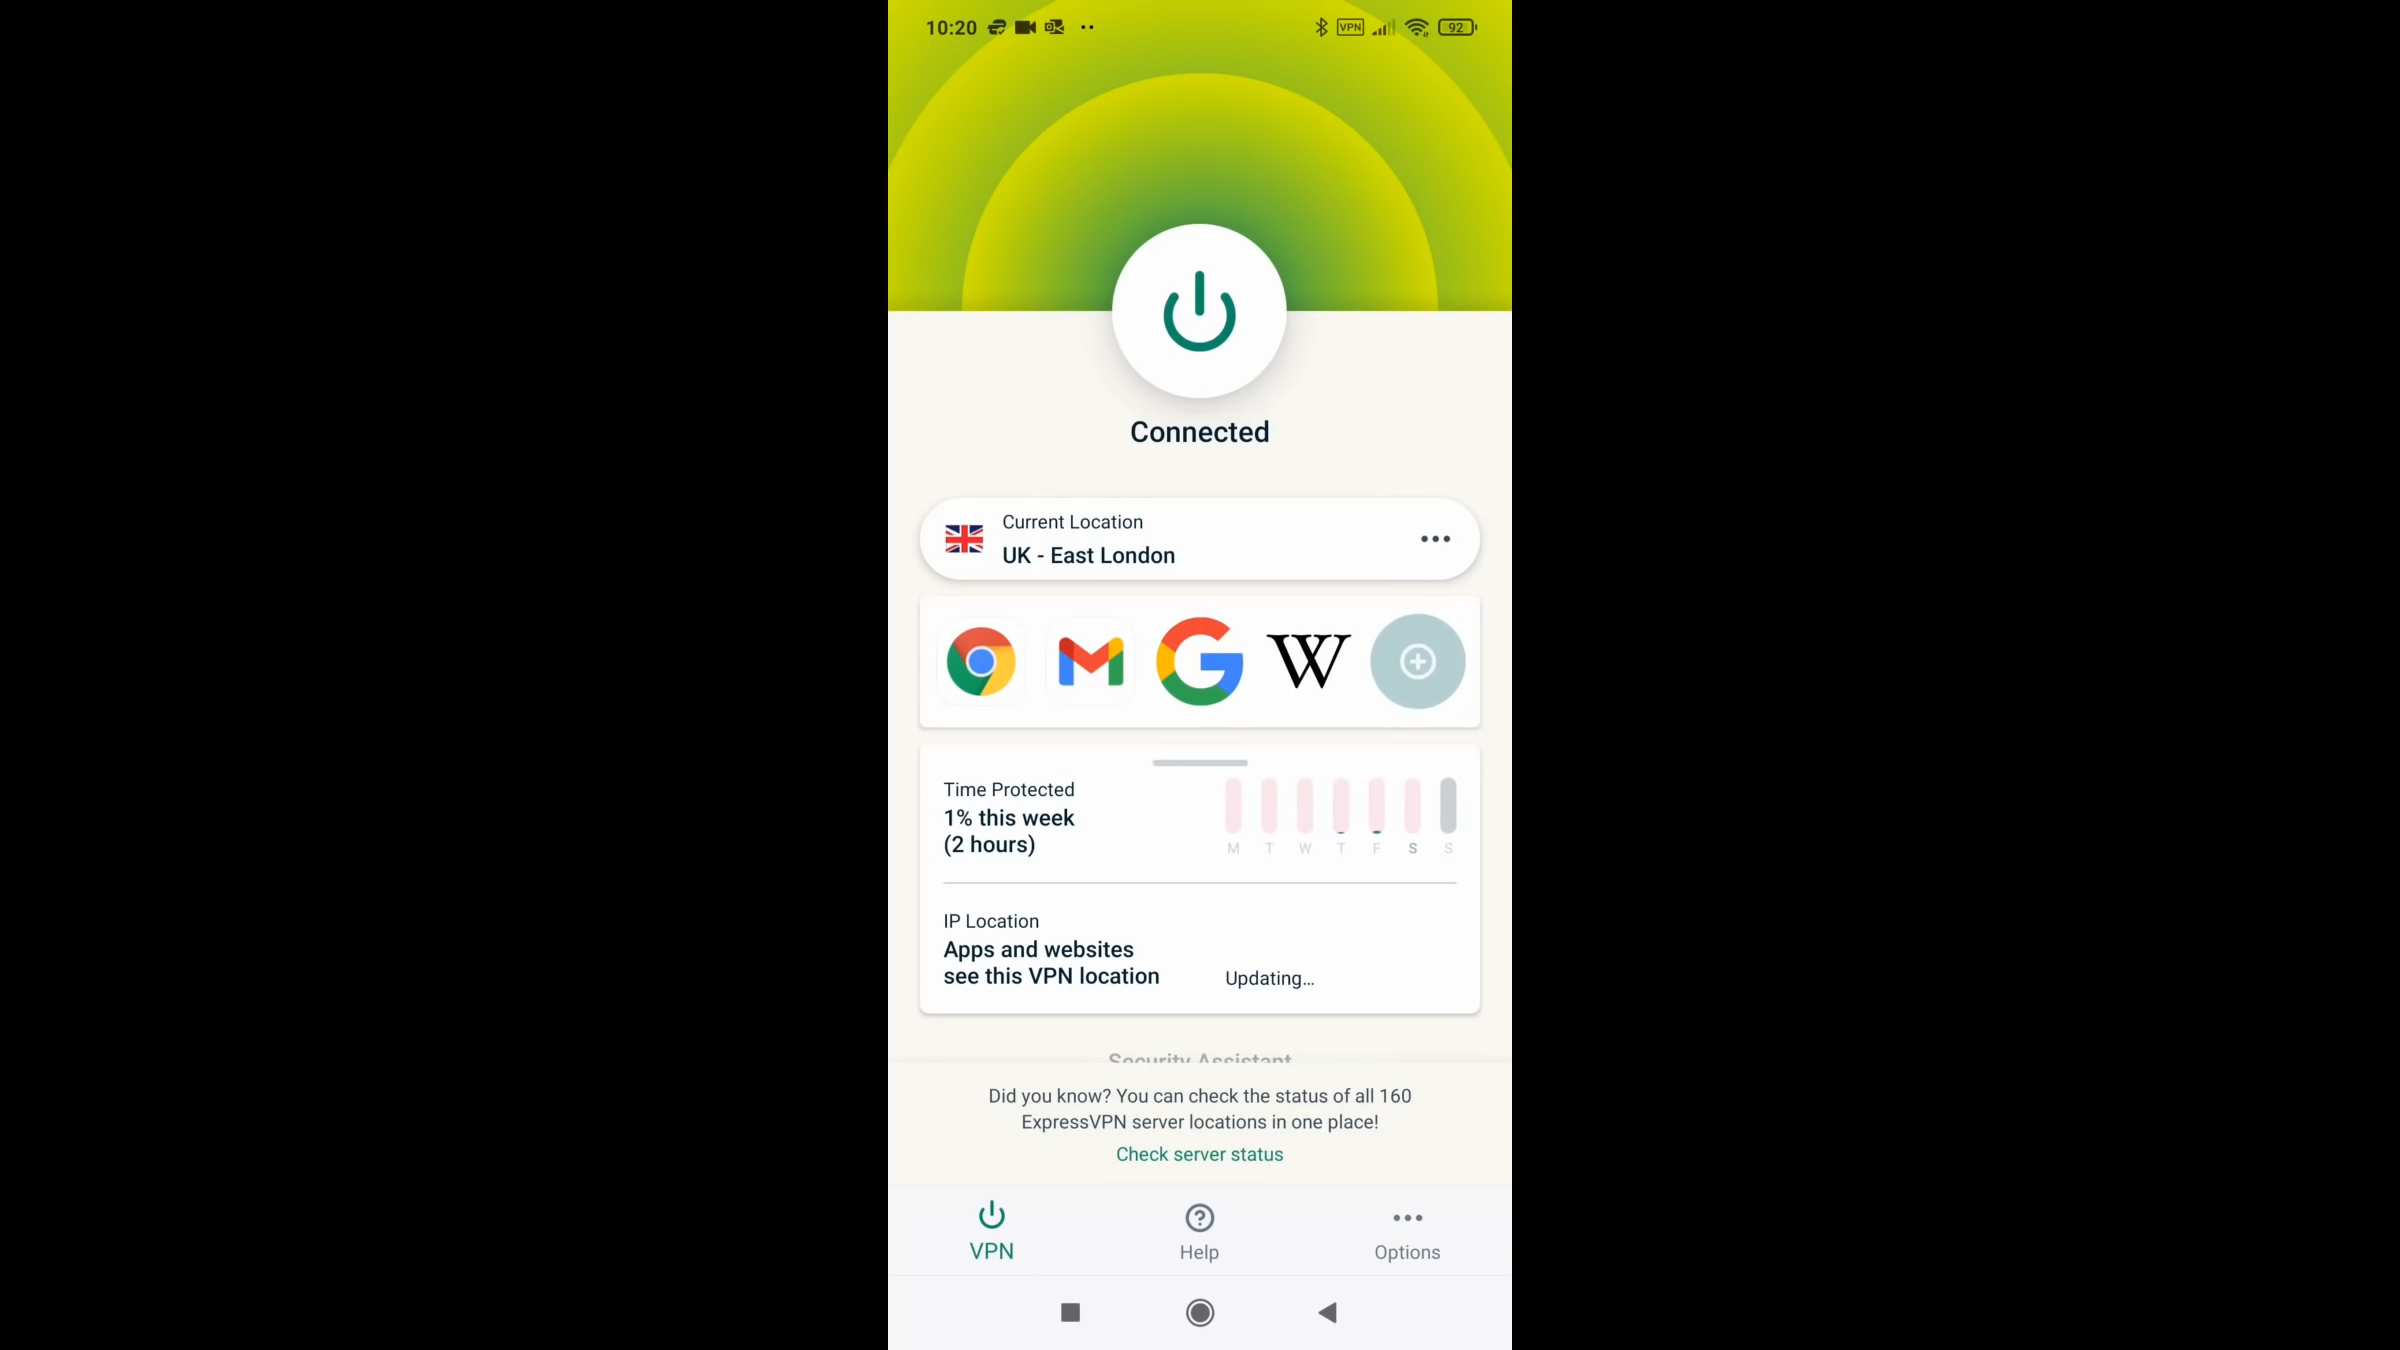 10:20 VPN 92
Connected
Current Location
UK - East London
Time Protected
1% this week
(2 hours)
M T W T F S S
IP Location
Apps and websites
see this VPN location
Updating...
Security Assistant
Did you know? You can check the status of all 160
ExpressVPN server locations in one place!
Check server status
VPN Help Options